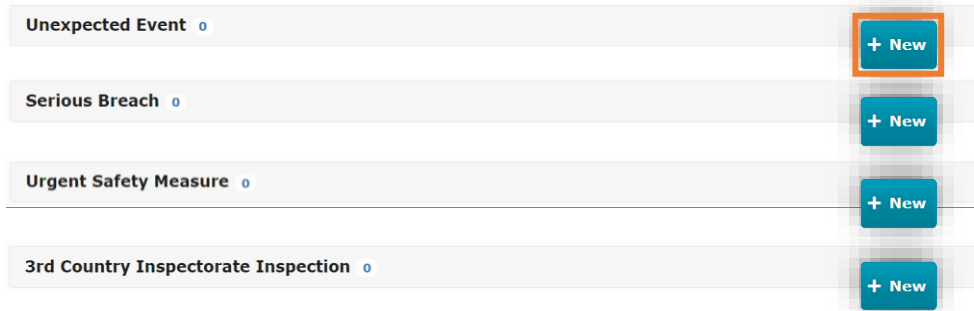 Unexpected Event 0
+ New
Serious Breach 0
+ New
Urgent Safety Measure 0
+ New
3rd Country Inspectorate Inspection 0
+ New